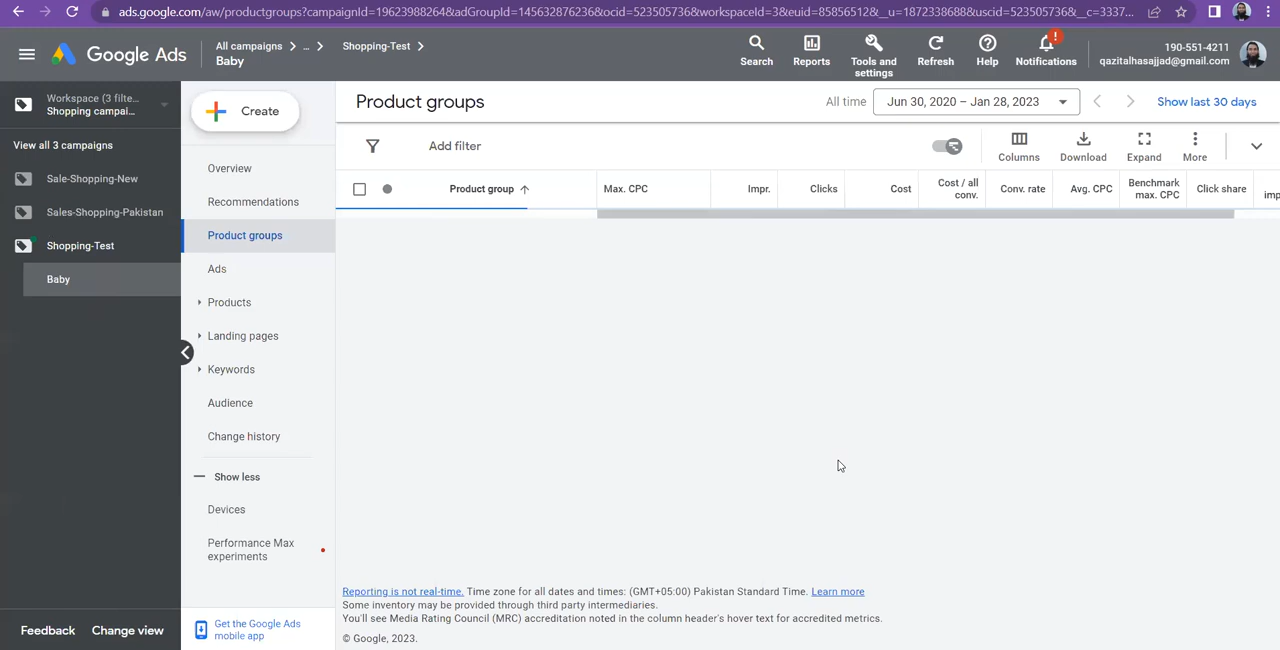 ads.google.com/aw/productgroups?campaignId=19623988264&adGroupId=145632876236&ocid=523505736&workspaceId=3&euid=85856512&__u=1872338688&uscid=523505736&__c=3337...
Google Ads
All campaigns
...
Baby
Shopping-Test
Search
Reports
Tools and
settings
Refresh
Help
!
Notifications
190-551-4211
qazitalhasajjad@gmail.com
Workspace (3 filte...
Shopping campai...
View all 3 campaigns
Sale-Shopping-New
Sales-Shopping-Pakistan
Shopping-Test
Baby
Feedback
Change view
Create
Overview
Recommendations
Product groups
Ads
Products
Landing pages
Keywords
Audience
Change history
Show less
Devices
Performance Max
experiments
Get the Google Ads
mobile app
Product groups
All time
Jun 30, 2020 – Jan 28, 2023
Show last 30 days
Add filter
Columns
Download
Expand
More
Product group
Max. CPC
Impr.
Clicks
Cost
Cost / all
conv.
Conv. rate
Avg. CPC
Benchmark
max. CPC
Click share
imp
Reporting is not real-time. Time zone for all dates and times: (GMT+05:00) Pakistan Standard Time. Learn more
Some inventory may be provided through third party intermediaries.
You'll see Media Rating Council (MRC) accreditation noted in the column header's hover text for accredited metrics.
© Google, 2023.